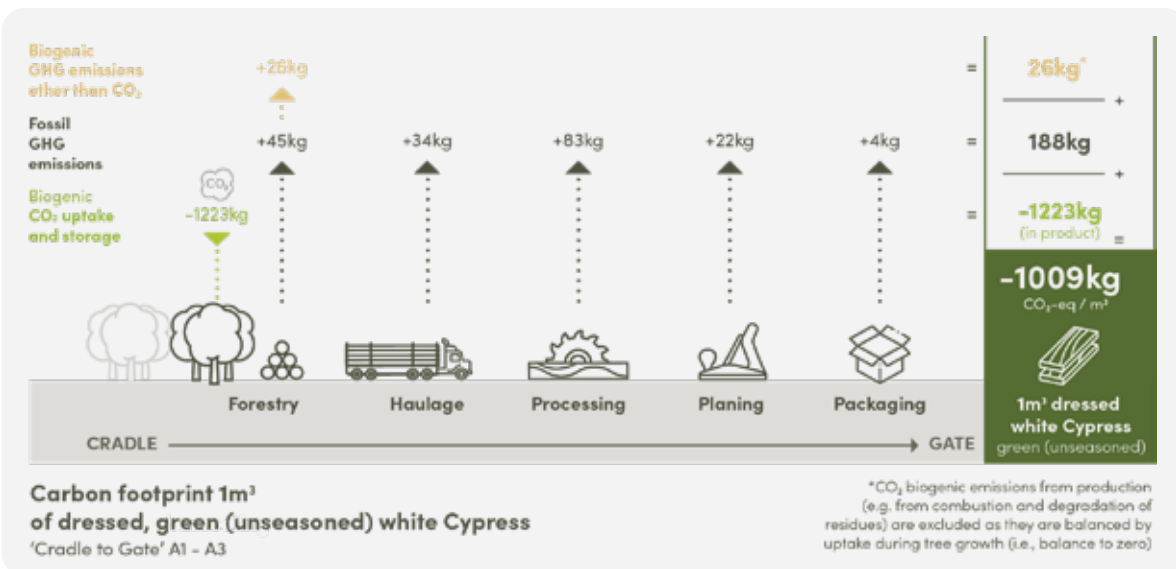 Biogenic
GHG emissions
other than CO₂
+26kg
=
26kg*
+
Fossil
GHG
emissions
+45kg
+34kg
+83kg
+22kg
+4kg
=
188kg
+
Biogenic
CO₂ uptake
and storage
CO₂
-1223kg
=
-1223kg
(in product)
=
-1009kg
CO₂-eq / m³
Forestry
Haulage
Processing
Planing
Packaging
1m³ dressed
white Cypress
green (unseasoned)
CRADLE
GATE
Carbon footprint 1m³
of dressed, green (unseasoned) white Cypress
'Cradle to Gate' A1 - A3
*CO₂ biogenic emissions from production
(e.g. from combustion and degradation of
residues) are excluded as they are balanced by
uptake during tree growth (i.e., balance to zero)